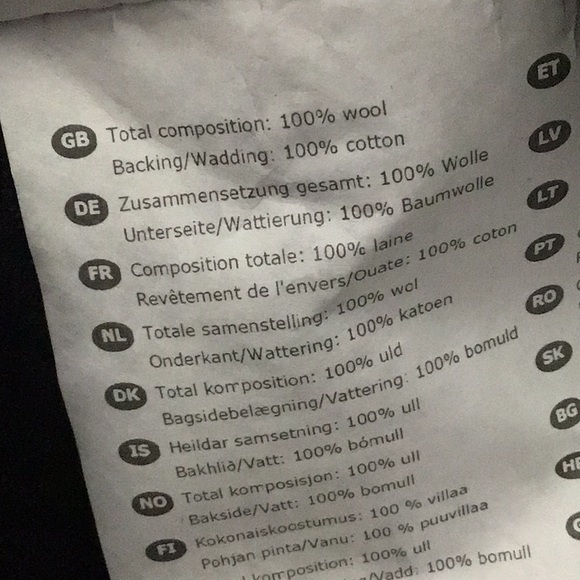 GB Total composition: 100% wool
Backing/Wadding: 100% cotton
DE Zusammensetzung gesamt: 100% Wolle
Unterseite/Wattierung: 100% Baumwolle
FR Composition totale: 100% laine
Revêtement de l'envers/Ouate: 100% coton
NL Totale samenstelling: 100% wol
Onderkant/Wattering: 100% katoen
DK Total komposition: 100% uld
Bagsidebelægning/Vattering: 100% bomuld
IS Heildar samsetning: 100% ull
Bakhlið/Vatt: 100% bómull
NO Total komposisjon: 100% ull
Bakside/Vatt: 100% bomull
FI Kokonaiskoostumus: 100 % villaa
Pohjan pinta/Vanu: 100 % puuvillaa
komposition: 100% ull
/Vadd: 100% bomull
ET
LV
LT
PT
RO
SK
BG